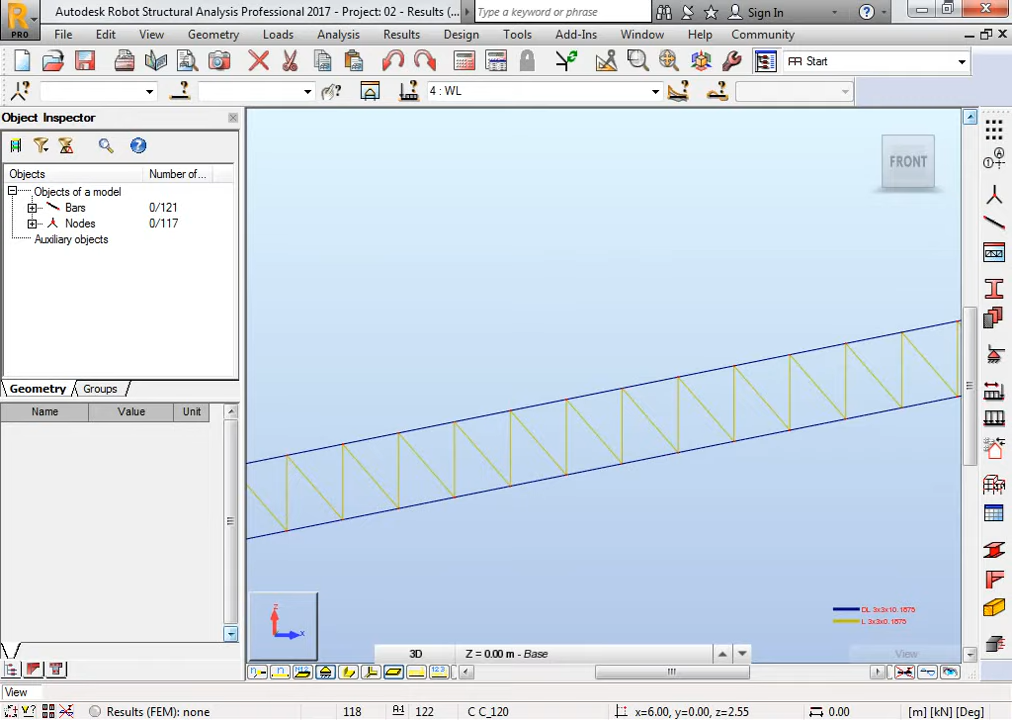 Autodesk Robot Structural Analysis Professional 2017 - Project: 02 - Results (...
Type a keyword or phrase
Sign In
PRO
File Edit View Geometry Loads Analysis Results Design Tools Add-Ins Window Help Community
Start
4 : WL
Object Inspector
Objects Number of...
Objects of a model
Bars 0/121
Nodes 0/117
Auxiliary objects
Geometry Groups
Name Value Unit
FRONT
DL 3x3x10.1875
L 3x3x0.1875
z
x
3D Z = 0.00 m - Base
View
View
Results (FEM): none 118 122 C C_120 x=6.00, y=0.00, z=2.55 0.00 [m] [kN] [Deg]